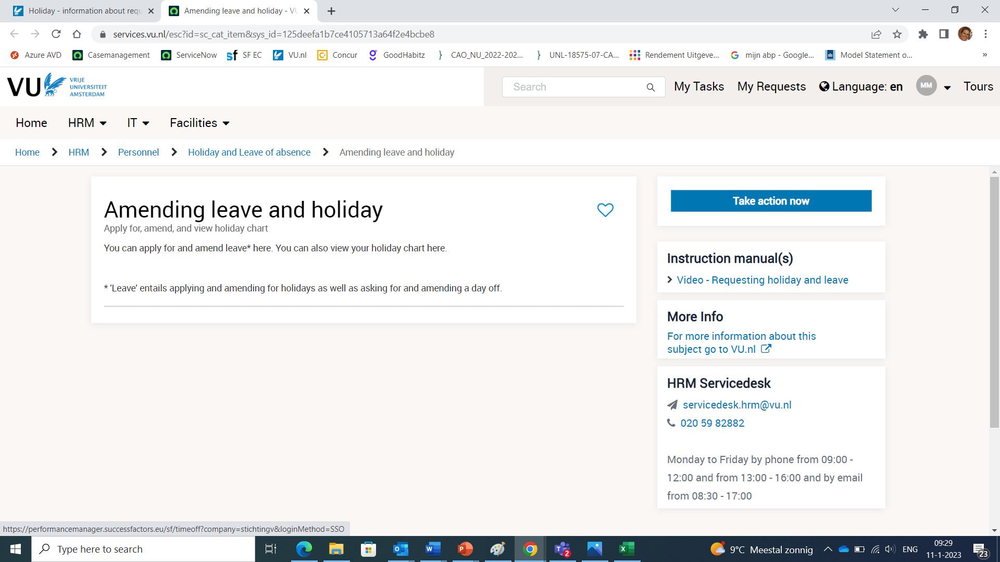 Holiday - information about requ
Amending leave and holiday - VU
services.vu.nl/esc?id=sc_cat_item&sys_id=125deefa1b7ce4105713a64f2e4bcbe8
Azure AVD
Casemanagement
ServiceNow
SF EC
VU.nl
Concur
GoodHabitz
CAO_NU_2022-202...
UNL-18575-07-CA...
Rendement Uitgeve...
mijn abp - Google...
Model Statement o...
»
VU
VRIJE
UNIVERSITEIT
AMSTERDAM
Search
My Tasks
My Requests
Language: en
MM
Tours
Home
HRM
IT
Facilities
Home
HRM
Personnel
Holiday and Leave of absence
Amending leave and holiday
Amending leave and holiday
Apply for, amend, and view holiday chart
You can apply for and amend leave* here. You can also view your holiday chart here.
* 'Leave' entails applying and amending for holidays as well as asking for and amending a day off.
Take action now
Instruction manual(s)
Video - Requesting holiday and leave
More Info
For more information about this
subject go to VU.nl
HRM Servicedesk
servicedesk.hrm@vu.nl
020 59 82882
Monday to Friday by phone from 09:00 -
12:00 and from 13:00 - 16:00 and by email
from 08:30 - 17:00
https://performancemanager.successfactors.eu/sf/timeoff?company=stichtingv&loginMethod=SSO
Type here to search
2
9°C Meestal zonnig
ENG
09:29
11-1-2023
23